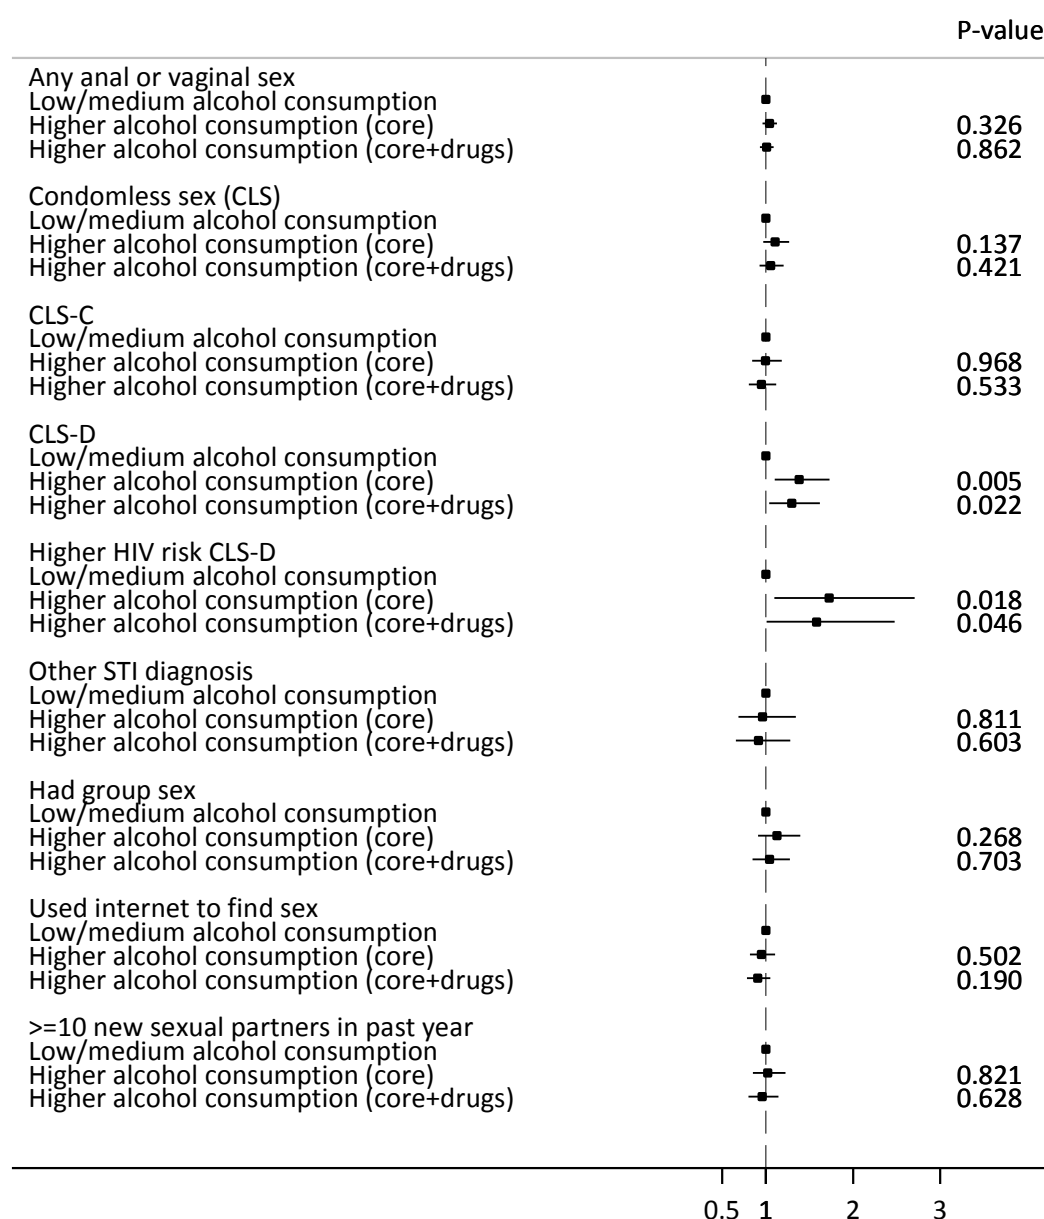 P-value
Any anal or vaginal sex
Low/medium alcohol consumption
Higher alcohol consumption (core) 0.326
Higher alcohol consumption (core+drugs) 0.862
Condomless sex (CLS)
Low/medium alcohol consumption
Higher alcohol consumption (core) 0.137
Higher alcohol consumption (core+drugs) 0.421
CLS-C
Low/medium alcohol consumption
Higher alcohol consumption (core) 0.968
Higher alcohol consumption (core+drugs) 0.533
CLS-D
Low/medium alcohol consumption
Higher alcohol consumption (core) 0.005
Higher alcohol consumption (core+drugs) 0.022
Higher HIV risk CLS-D
Low/medium alcohol consumption
Higher alcohol consumption (core) 0.018
Higher alcohol consumption (core+drugs) 0.046
Other STI diagnosis
Low/medium alcohol consumption
Higher alcohol consumption (core) 0.811
Higher alcohol consumption (core+drugs) 0.603
Had group sex
Low/medium alcohol consumption
Higher alcohol consumption (core) 0.268
Higher alcohol consumption (core+drugs) 0.703
Used internet to find sex
Low/medium alcohol consumption
Higher alcohol consumption (core) 0.502
Higher alcohol consumption (core+drugs) 0.190
>=10 new sexual partners in past year
Low/medium alcohol consumption
Higher alcohol consumption (core) 0.821
Higher alcohol consumption (core+drugs) 0.628
0.5 1 2 3